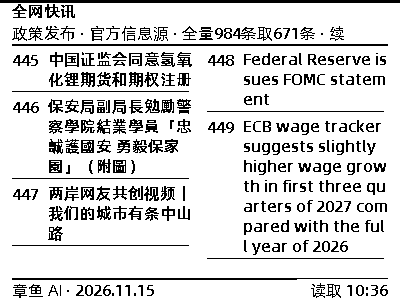 全网快讯
政策发布 · 官方信息源 · 全量984条取671条 · 续
445 中国证监会同意氢氧
化锂期货和期权注册
446 保安局副局長勉勵警
察學院結業學員「忠
誠護國安 勇毅保家
園」（附圖）
447 两岸网友共创视频丨
我们的城市有条中山
路
448 Federal Reserve is
sues FOMC statem
ent
449 ECB wage tracker
suggests slightly
higher wage grow
th in first three qu
arters of 2027 com
pared with the ful
l year of 2026
章鱼 AI · 2026.11.15
读取 10:36